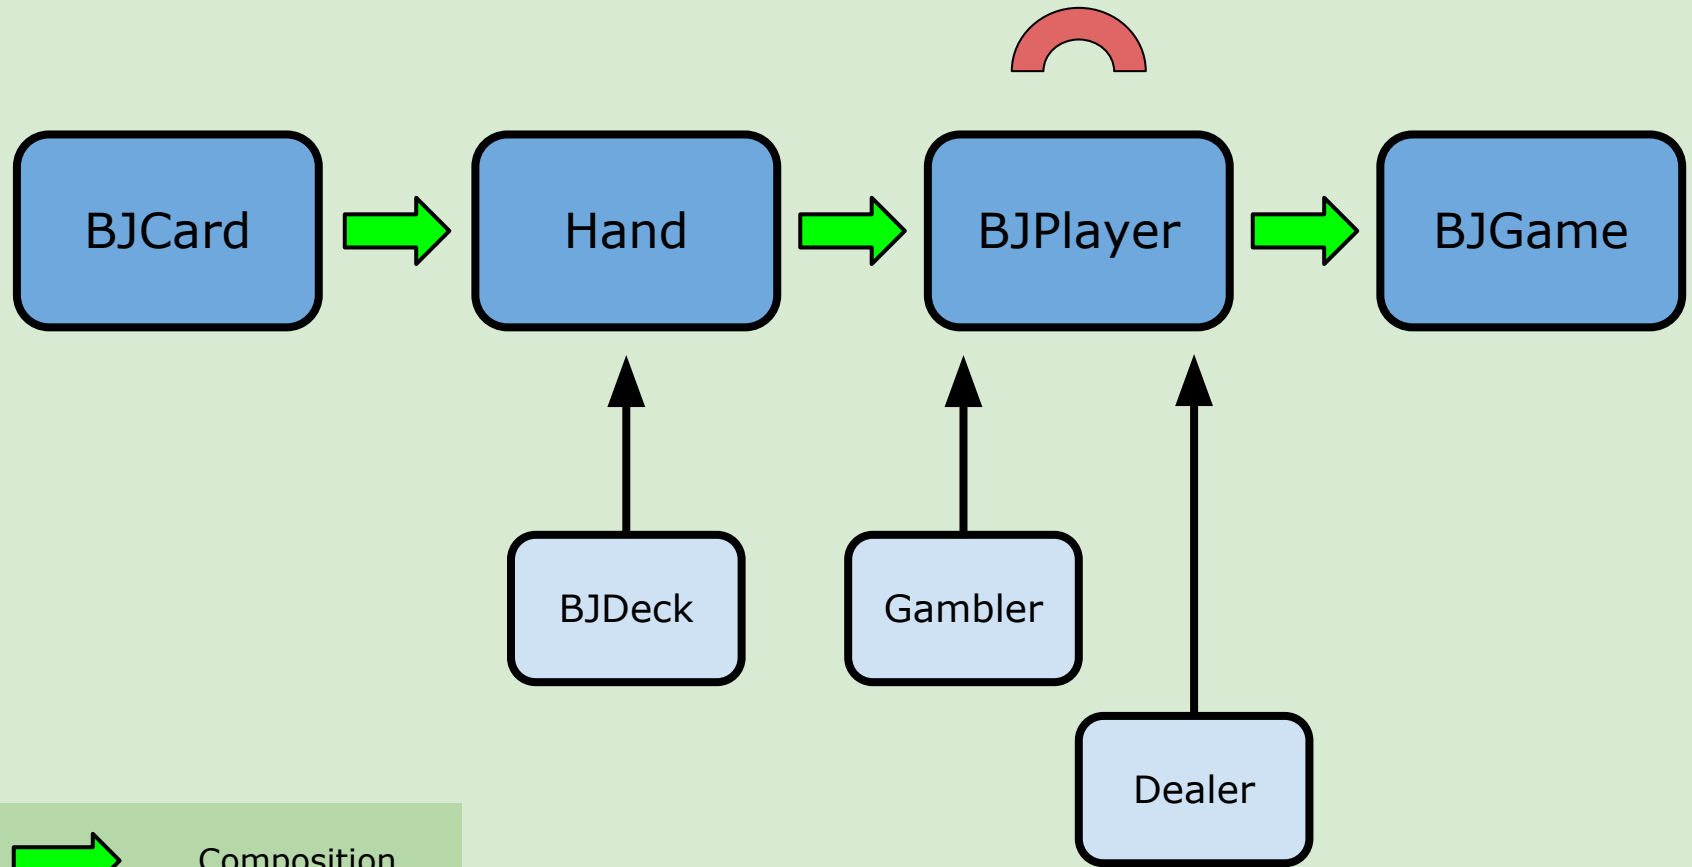 BJCard
Hand
BJPlayer
BJGame
BJDeck
Gambler
Dealer
Composition